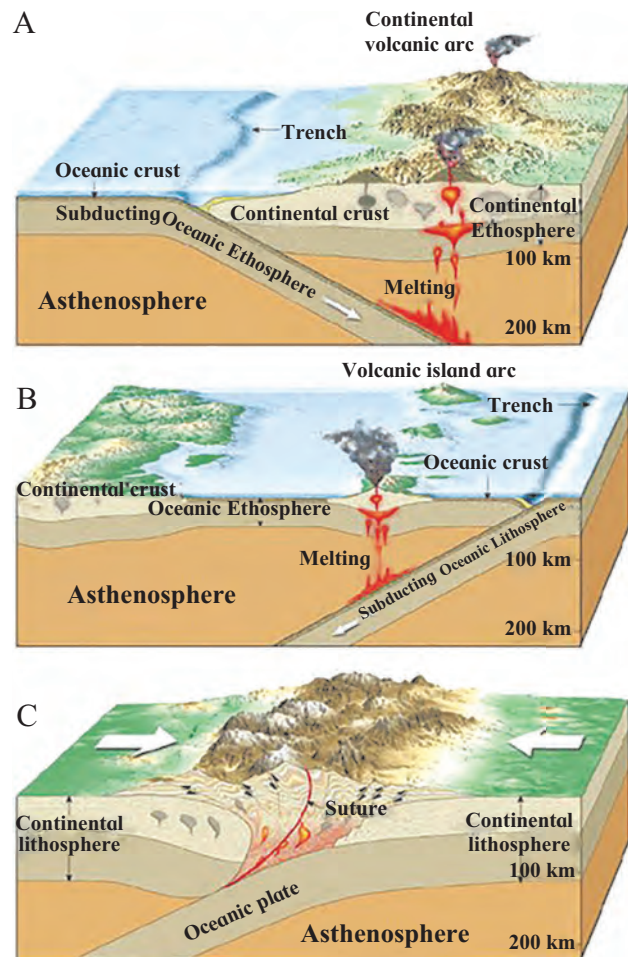 A
Continental
volcanic arc
Trench
Oceanic crust
Subducting
Oceanic Ethosphere
Continental crust
Continental
Ethosphere
100 km
Melting
Asthenosphere
200 km
Volcanic island arc
B
Trench
Oceanic crust
Continental crust
Oceanic Ethosphere
Melting
Subducting Oceanic Lithosphere
100 km
Asthenosphere
200 km
C
Suture
Continental
lithosphere
Continental
lithosphere
100 km
Oceanic plate
Asthenosphere
200 km